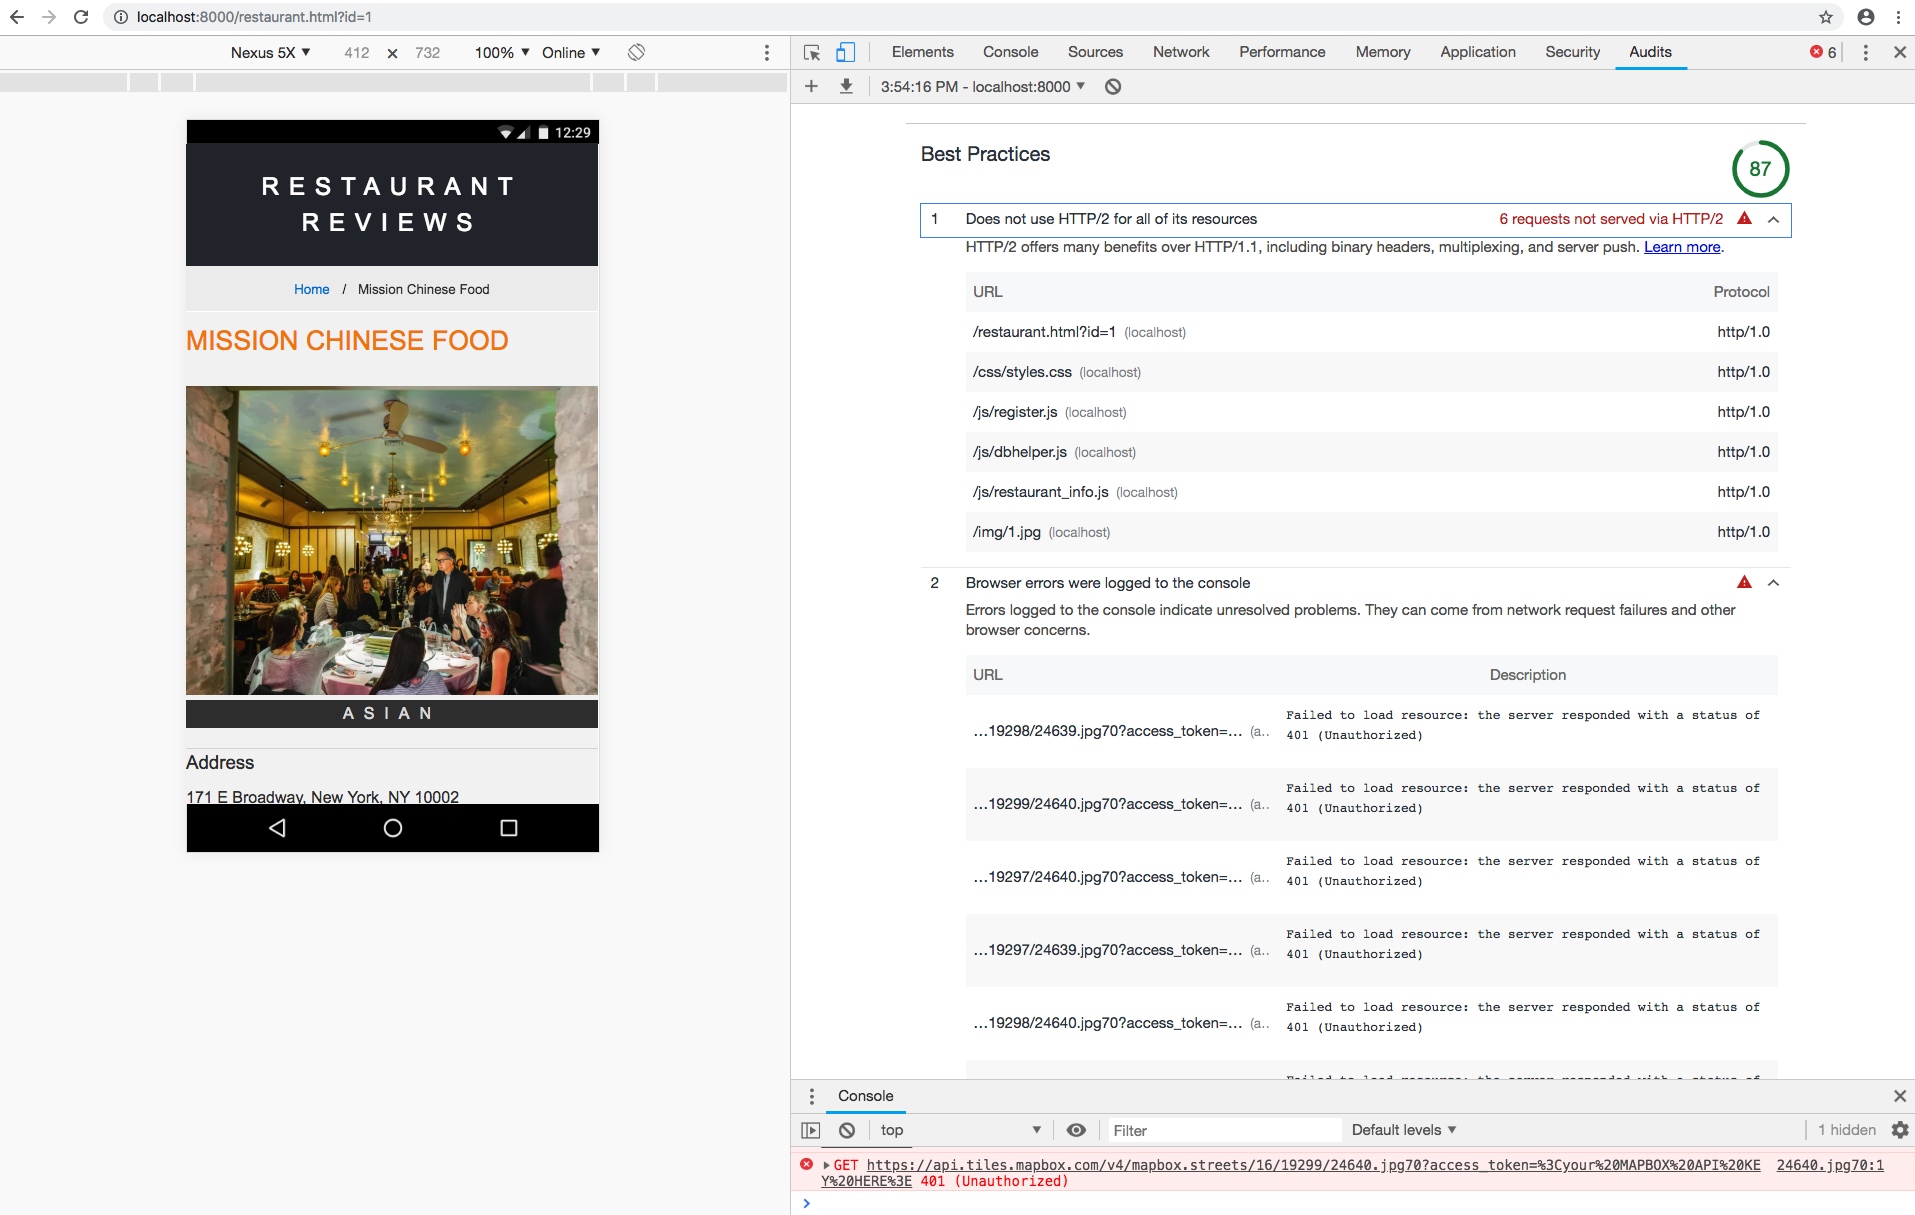 localhost:8000/restaurant.html?id=1
Nexus 5X ▼ 412 × 732 100% ▼ Online ▼
Elements Console Sources Network Performance Memory Application Security Audits 6
3:54:16 PM - localhost:8000 ▼
12:29
RESTAURANT
REVIEWS
Home / Mission Chinese Food
MISSION CHINESE FOOD
ASIAN
Address
171 E Broadway, New York, NY 10002
Best Practices
87
1 Does not use HTTP/2 for all of its resources 6 requests not served via HTTP/2
HTTP/2 offers many benefits over HTTP/1.1, including binary headers, multiplexing, and server push. Learn more.
URL Protocol
/restaurant.html?id=1 (localhost) http/1.0
/css/styles.css (localhost) http/1.0
/js/register.js (localhost) http/1.0
/js/dbhelper.js (localhost) http/1.0
/js/restaurant_info.js (localhost) http/1.0
/img/1.jpg (localhost) http/1.0
2 Browser errors were logged to the console
Errors logged to the console indicate unresolved problems. They can come from network request failures and other
browser concerns.
URL Description
…19298/24639.jpg70?access_token=… (a.. Failed to load resource: the server responded with a status of
401 (Unauthorized)
…19299/24640.jpg70?access_token=… (a.. Failed to load resource: the server responded with a status of
401 (Unauthorized)
…19297/24640.jpg70?access_token=… (a.. Failed to load resource: the server responded with a status of
401 (Unauthorized)
…19297/24639.jpg70?access_token=… (a.. Failed to load resource: the server responded with a status of
401 (Unauthorized)
…19298/24640.jpg70?access_token=… (a.. Failed to load resource: the server responded with a status of
401 (Unauthorized)
Failed to load resource: the server responded with a status of
Console
top ▼ Filter Default levels ▼ 1 hidden
GET https://api.tiles.mapbox.com/v4/mapbox.streets/16/19299/24640.jpg70?access_token=%3Cyour%20MAPBOX%20API%20KE 24640.jpg70:1
Y%20HERE%3E 401 (Unauthorized)